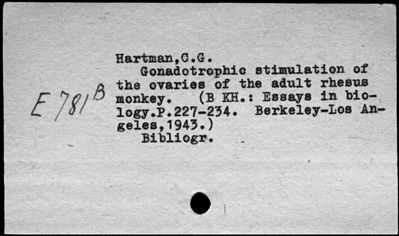 Hartman,C.G.
Gonadotrophic stimulation of
the ovaries of the adult rhesus
monkey. (B KH.: Essays in bio-
logy.P.227-234. Berkeley-Los An-
geles,1943.)
Bibliogr.
E 781B